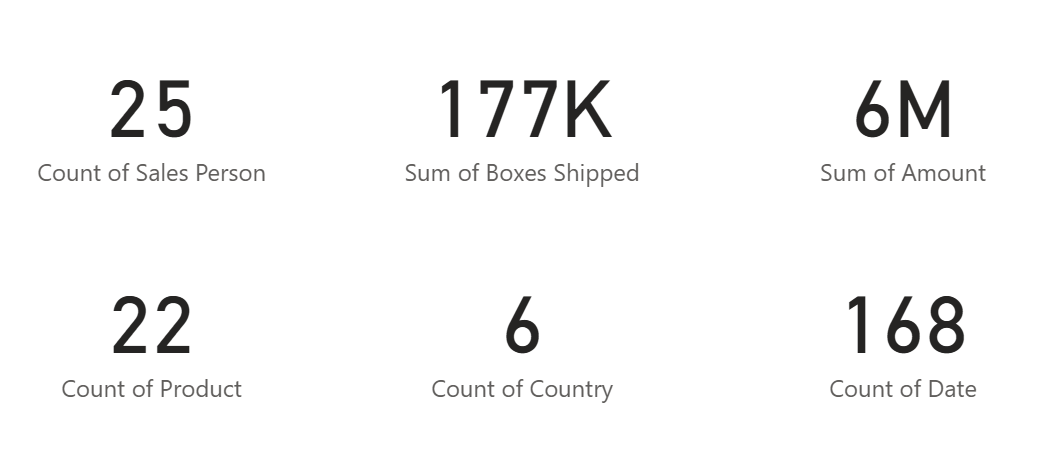 25 177K 6M
Count of Sales Person Sum of Boxes Shipped Sum of Amount
22 6 168
Count of Product Count of Country Count of Date